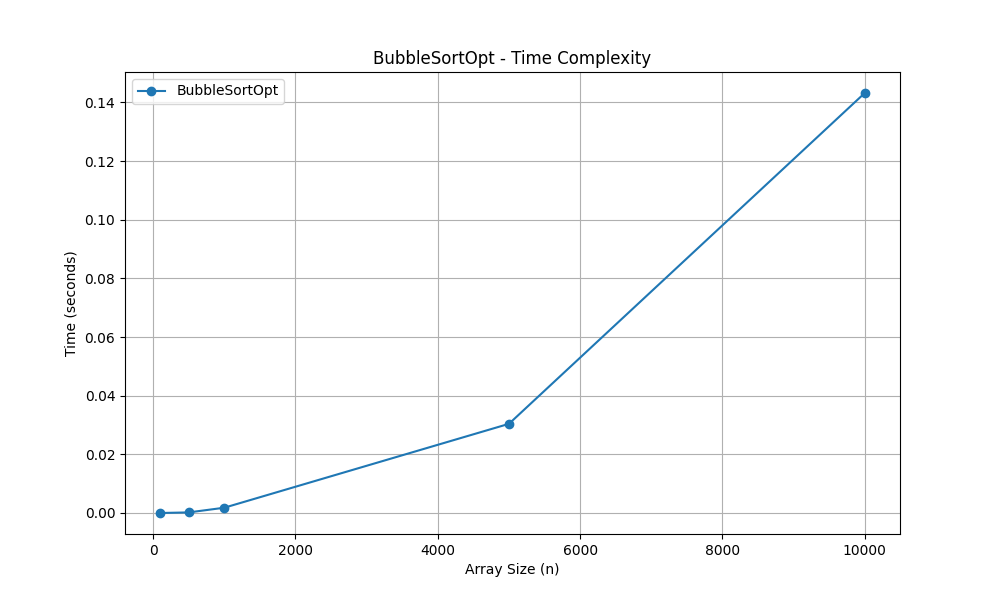 BubbleSortOpt - Time Complexity
BubbleSortOpt
0.14
0.12
0.10
0.08
0.06
0.04
0.02
0.00
Time (seconds)
0 2000 4000 6000 8000 10000
Array Size (n)